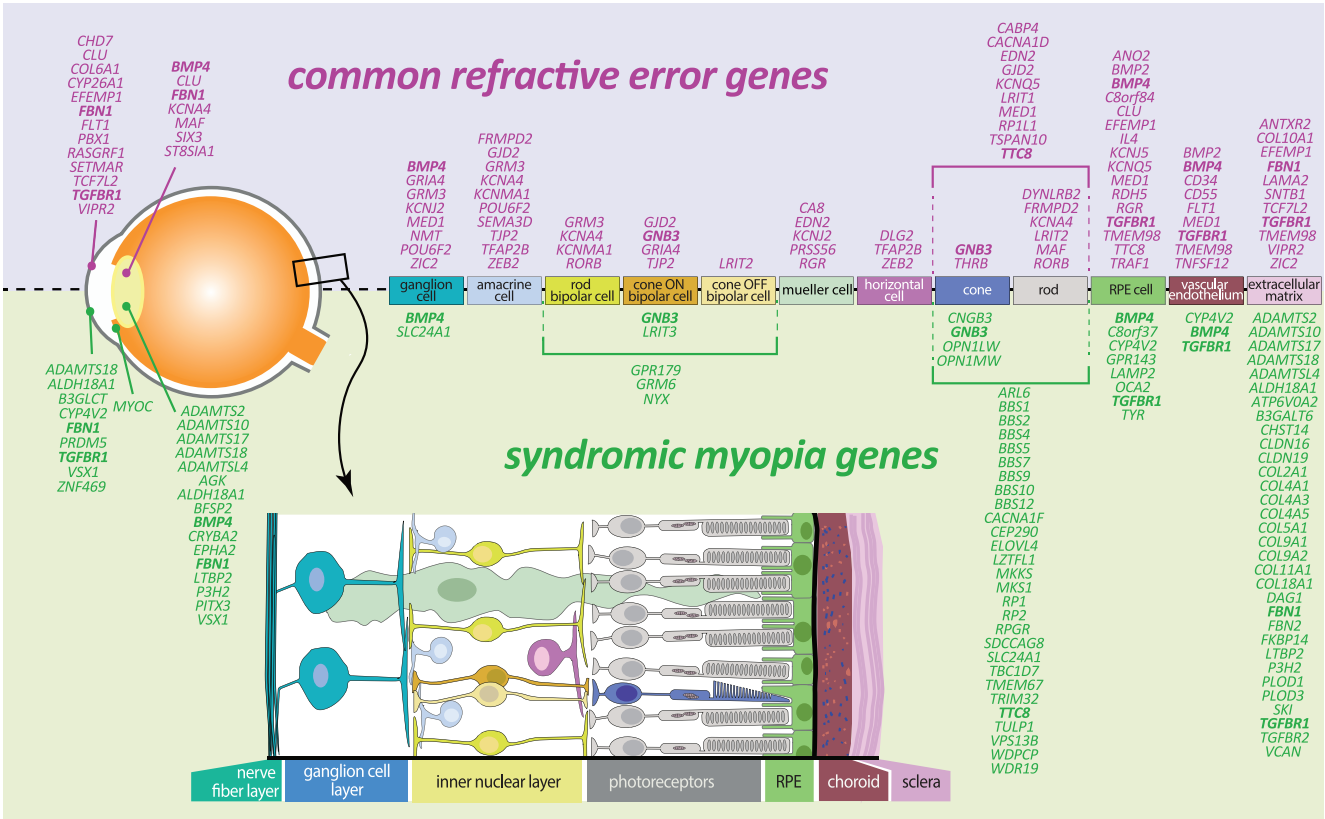 common refractive error genes
CHD7
CLU
COL6A1
CYP26A1
EFEMP1
FBN1
FLT1
PBX1
RASGRF1
SETMAR
TCF7L2
TGFBR1
VIPR2
BMP4
CLU
FBN1
KCNA4
MAF
SIX3
ST8SIA1
BMP4
GRIA4
GRM3
KCNJ2
MED1
NMT
POU6F2
ZIC2
FRMPD2
GJD2
GRM3
KCNA4
KCNMA1
POU6F2
SEMA3D
TJP2
TFAP2B
ZEB2
GRM3
KCNA4
KCNMA1
RORB
GJD2
GNB3
GRIA4
TJP2
LRIT2
CA8
EDN2
KCNJ2
PRSS56
RGR
DLG2
TFAP2B
ZEB2
CABP4
CACNA1D
EDN2
GJD2
KCNQ5
LRIT1
MED1
RP1L1
TSPAN10
TTC8
GNB3
THRB
DYNLRB2
FRMPD2
KCNA4
LRIT2
MAF
RORB
ANO2
BMP2
BMP4
C8orf84
CLU
EFEMP1
IL4
KCNJ5
KCNQ5
MED1
RDH5
RGR
TGFBR1
TMEM98
TTC8
TRAF1
BMP2
BMP4
CD34
CD55
FLT1
MED1
TGFBR1
TMEM98
TNFSF12
ANTXR2
COL10A1
EFEMP1
FBN1
LAMA2
SNTB1
TCF7L2
TGFBR1
TMEM98
VIPR2
ZIC2
ganglion
cell
amacrine
cell
rod
bipolar cell
cone ON
bipolar cell
cone OFF
bipolar cell
mueller cell
horizontal
cell
cone
rod
RPE cell
vascular
endothelium
extracellular
matrix
BMP4
SLC24A1
GNB3
LRIT3
GPR179
GRM6
NYX
CNGB3
GNB3
OPN1LW
OPN1MW
ARL6
BBS1
BBS2
BBS4
BBS5
BBS7
BBS9
BBS10
BBS12
CACNA1F
CEP290
ELOVL4
LZTFL1
MKKS
MKS1
RP1
RP2
RPGR
SDCCAG8
SLC24A1
TBC1D7
TMEM67
TRIM32
TTC8
TULP1
VPS13B
WDPCP
WDR19
BMP4
C8orf37
CYP4V2
GPR143
LAMP2
OCA2
TGFBR1
TYR
CYP4V2
BMP4
TGFBR1
ADAMTS2
ADAMTS10
ADAMTS17
ADAMTS18
ADAMTSL4
ALDH18A1
ATP6V0A2
B3GALT6
CHST14
CLDN16
CLDN19
COL2A1
COL4A1
COL4A3
COL4A5
COL5A1
COL9A1
COL9A2
COL11A1
COL18A1
DAG1
FBN1
FBN2
FKBP14
LTBP2
P3H2
PLOD1
PLOD3
SKI
TGFBR1
TGFBR2
VCAN
ADAMTS18
ALDH18A1
B3GLCT
CYP4V2
FBN1
PRDM5
TGFBR1
VSX1
ZNF469
MYOC
ADAMTS2
ADAMTS10
ADAMTS17
ADAMTS18
ADAMTSL4
AGK
ALDH18A1
BFSP2
BMP4
CRYBA2
EPHA2
FBN1
LTBP2
P3H2
PITX3
VSX1
syndromic myopia genes
nerve
fiber layer
ganglion cell
layer
inner nuclear layer
photoreceptors
RPE
choroid
sclera